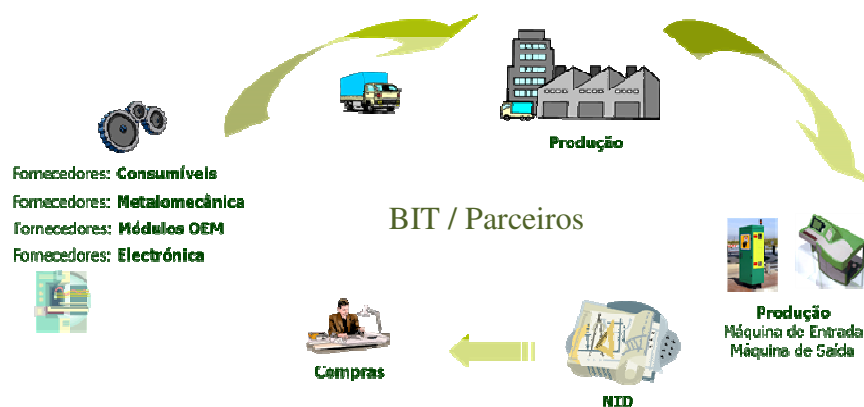 Produção
Fornecedores: Consumíveis
Fornecedores: Metalomecânica
Fornecedores: Módulos OEM
Fornecedores: Electrónica
BIT / Parceiros
Produção
Máquina de Entrada
Máquina de Saída
Compras
NID